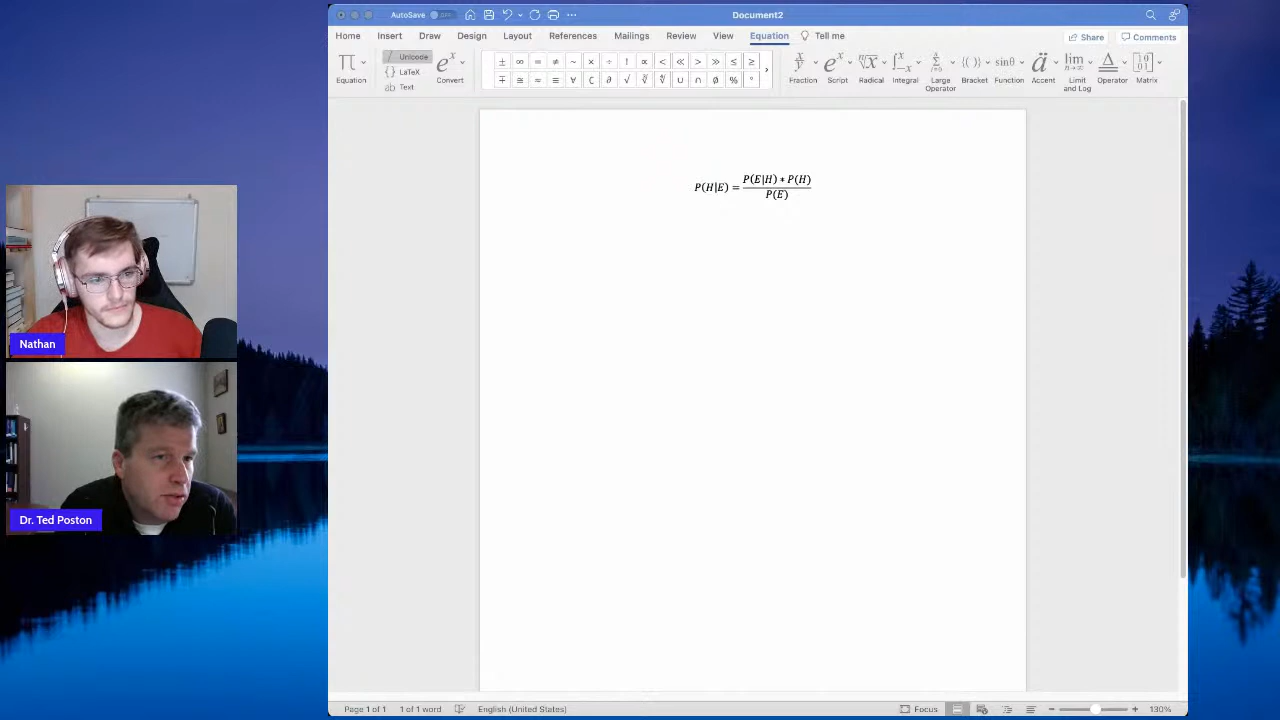 AutoSave OFF
Document2
Home Insert Draw Design Layout References Mailings Review View Equation Tell me
Share Comments
π Equation
Unicode
LaTeX
Text
eˣ Convert
± ∞ = ≠ ~ × ÷ ! ∝ < ≪ > ≫ ≤ ≥
∓ ≅ ≈ ≡ ∀ ∁ ∂ √ ∛ ∜ ∪ ∩ ∅ % °
Fraction Script Radical Integral Large Operator Bracket Function Accent Limit and Log Operator Matrix
P(H|E) = P(E|H) ∗ P(H)
P(E)
Nathan
Dr. Ted Poston
Page 1 of 1 1 of 1 word English (United States) Focus 130%